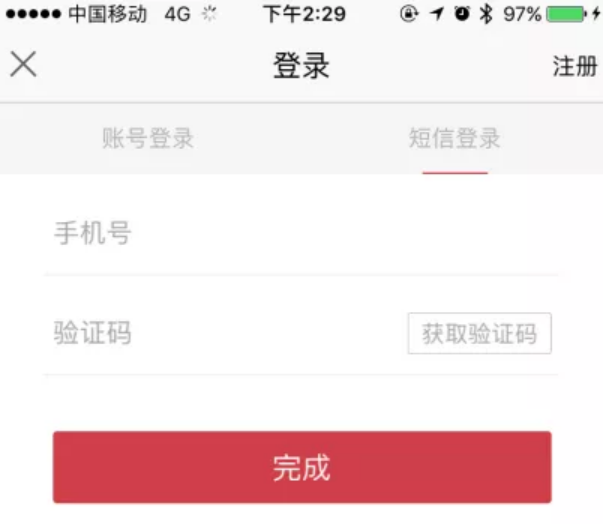 中国移动 4G 下午2:29 97%
登录 注册
账号登录 短信登录
手机号
验证码 获取验证码
完成